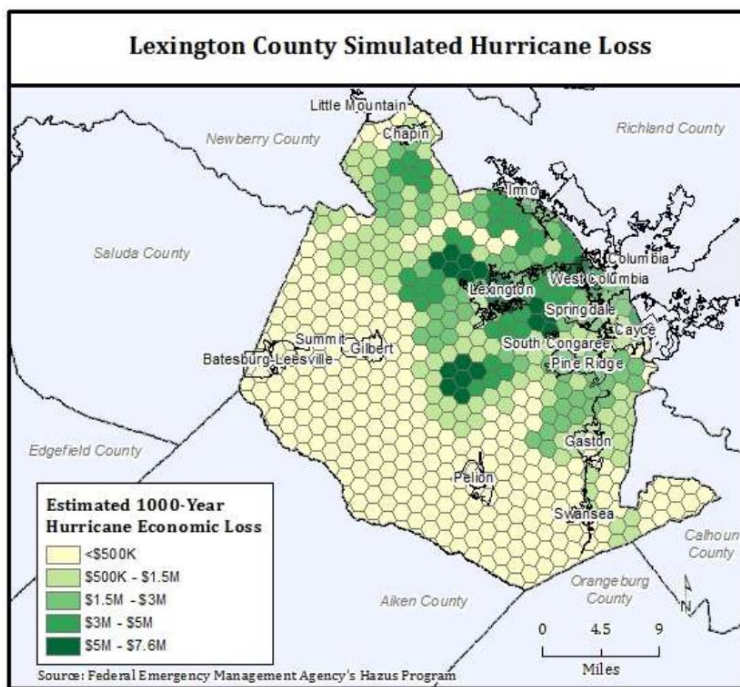 Lexington County Simulated Hurricane Loss
Little Mountain
Newberry County
Chapin
Richland County
Irmo
Saluda County
Columbia
West Columbia
Lexington
Springdale
Cayce
Summit
South Congaree
Batesburg-Leesville
Gilbert
Pine Ridge
Edgefield County
Gaston
Pelion
Swansea
Estimated 1000-Year
Hurricane Economic Loss
<$500K
$500K - $1.5M
$1.5M - $3M
$3M - $5M
$5M - $7.6M
Calhoun
County
Aiken County
Orangeburg
County
N
0 4.5 9
Miles
Source: Federal Emergency Management Agency's Hazus Program